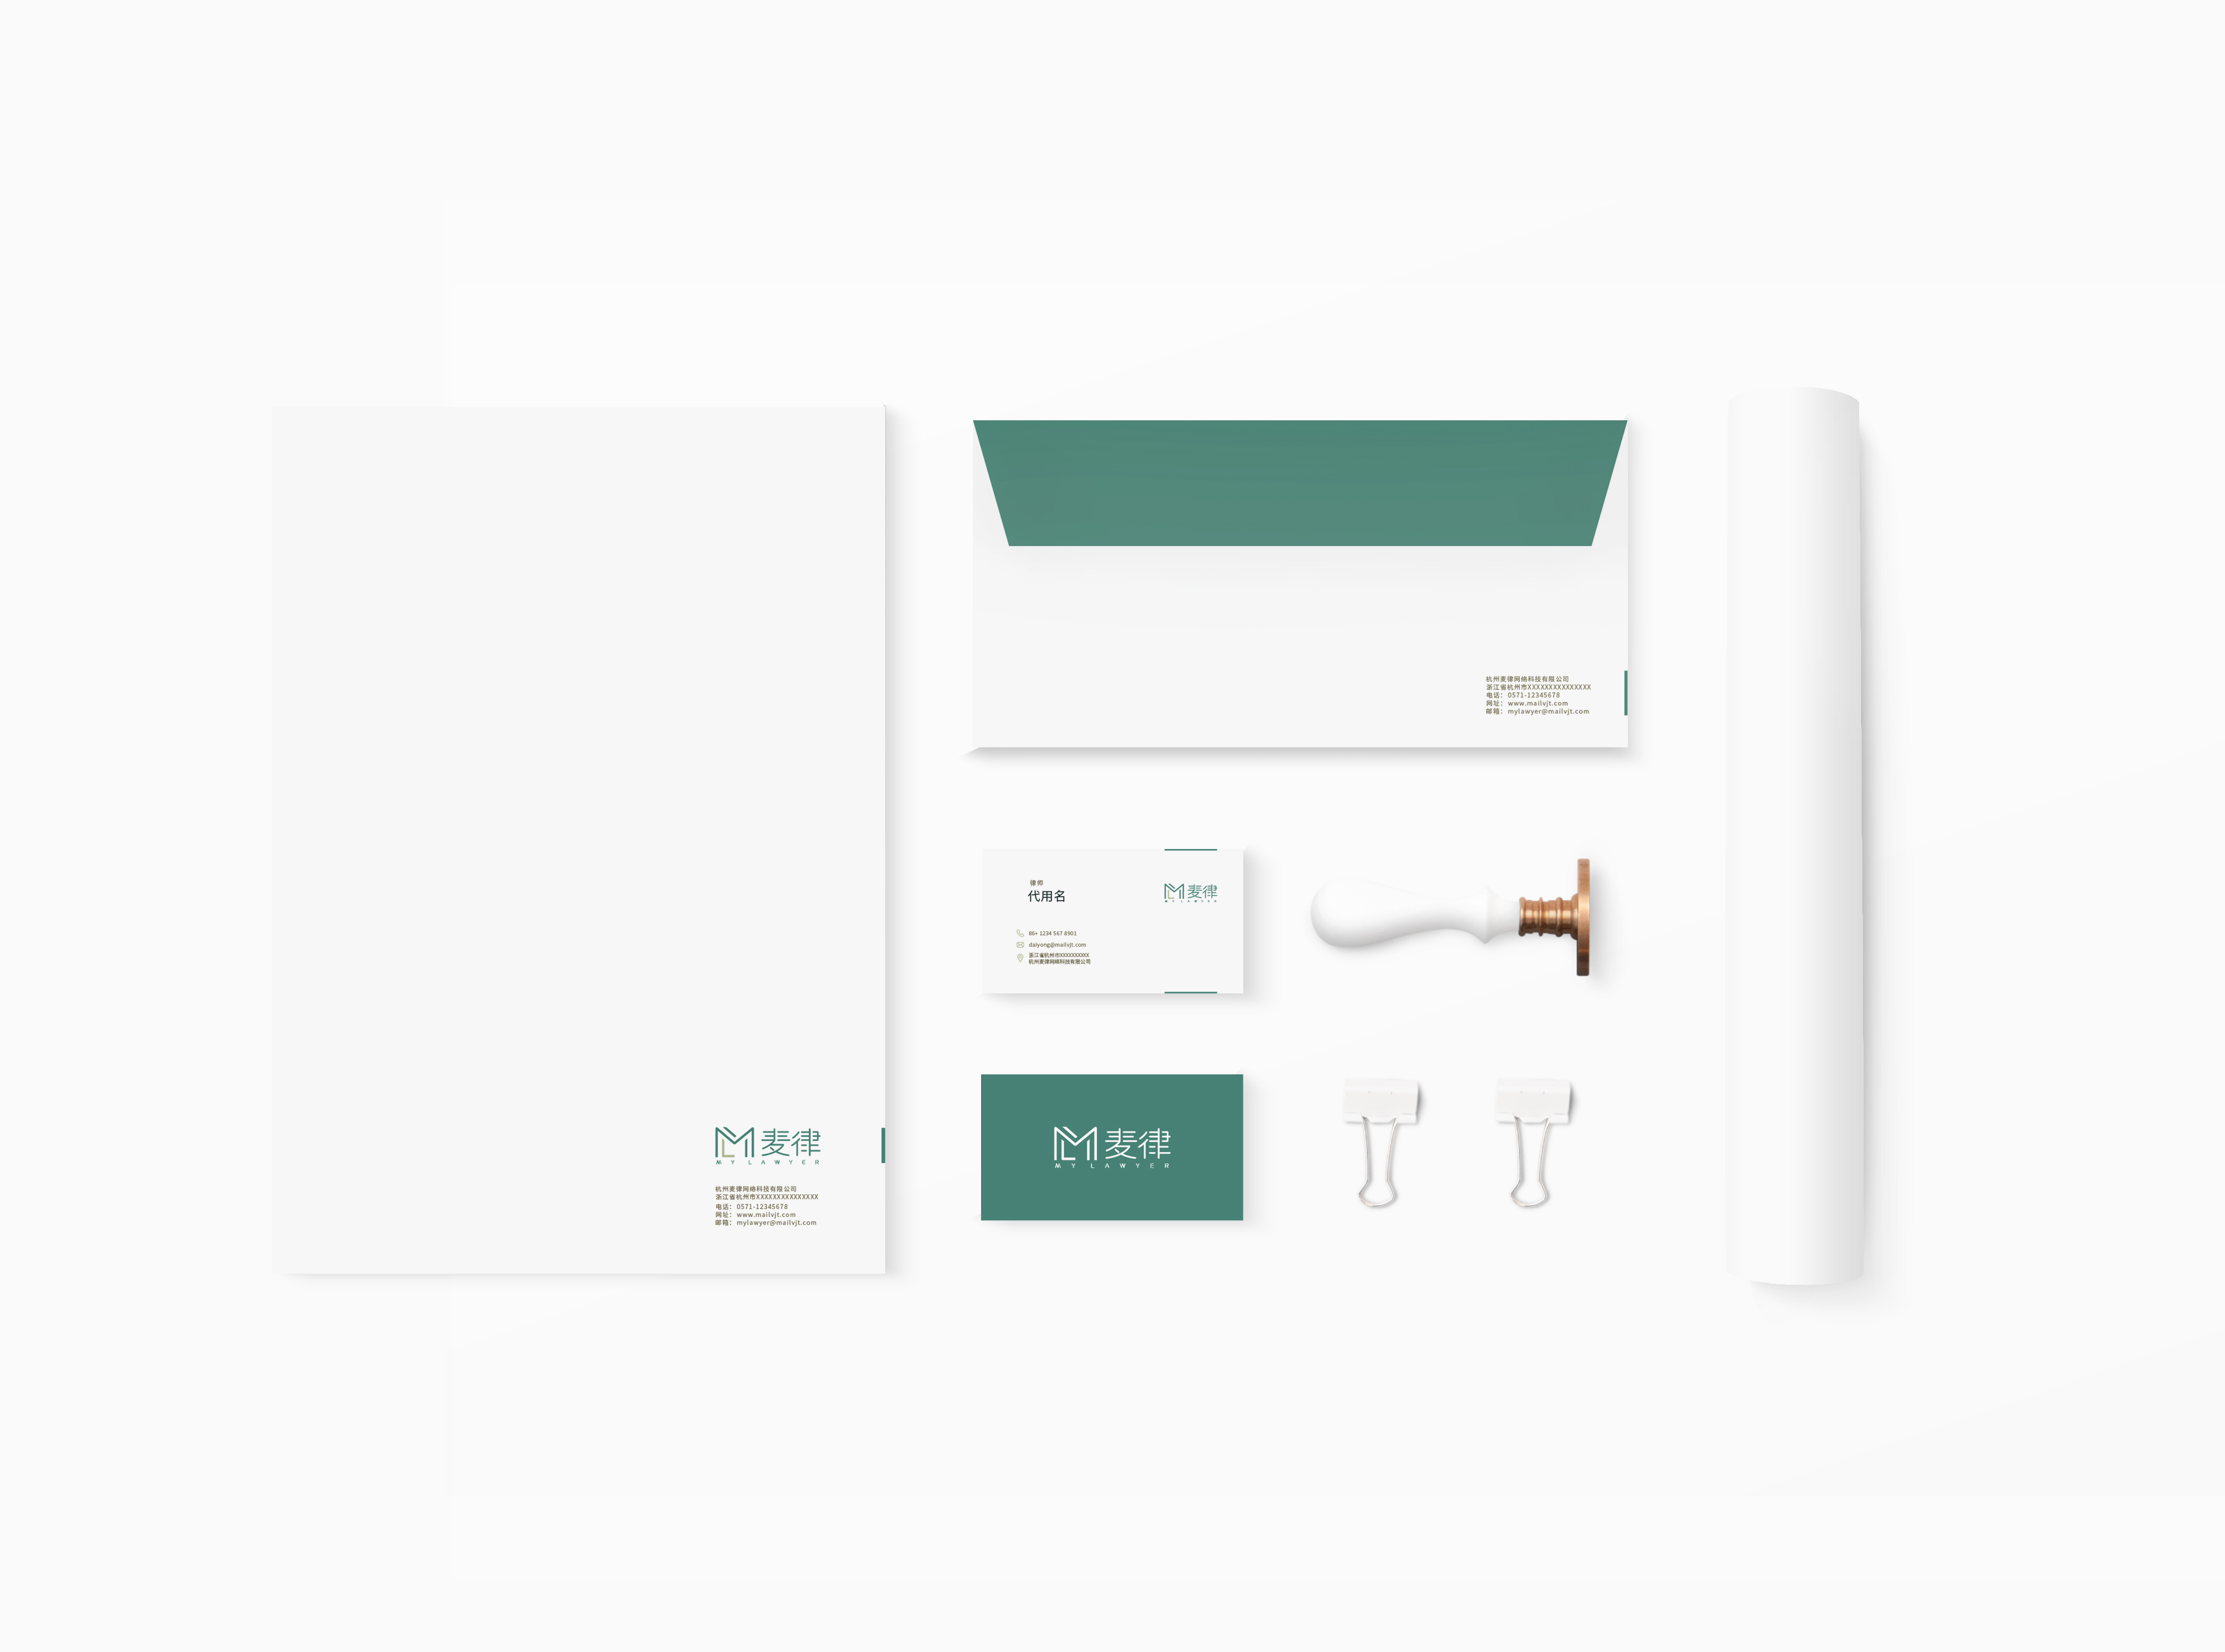 麦律
MY LAWYER
杭州麦律网络科技有限公司
浙江省杭州市XXXXXXXXXXXXXXX
电话：0571-12345678
网址：www.mailvjt.com
邮箱：mylawyer@mailvjt.com
杭州麦律网络科技有限公司
浙江省杭州市XXXXXXXXXXXXXXX
电话：0571-12345678
网址：www.mailvjt.com
邮箱：mylawyer@mailvjt.com
律师
代用名
麦律
MY LAWYER
86+ 1234 567 8901
daiyong@mailvjt.com
浙江省杭州市XXXXXXXXXX
杭州麦律网络科技有限公司
麦律
MY LAWYER